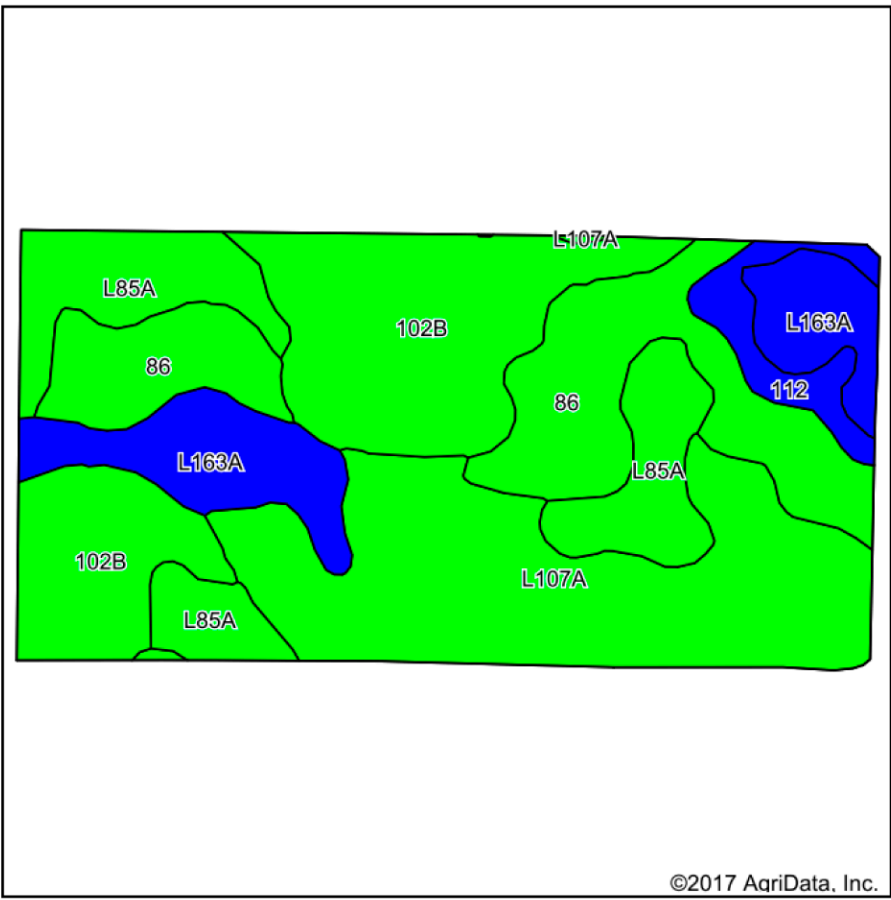 L107A
L85A
102B
L163A
86
112
86
L163A
L85A
102B
L107A
L85A
©2017 AgriData, Inc.